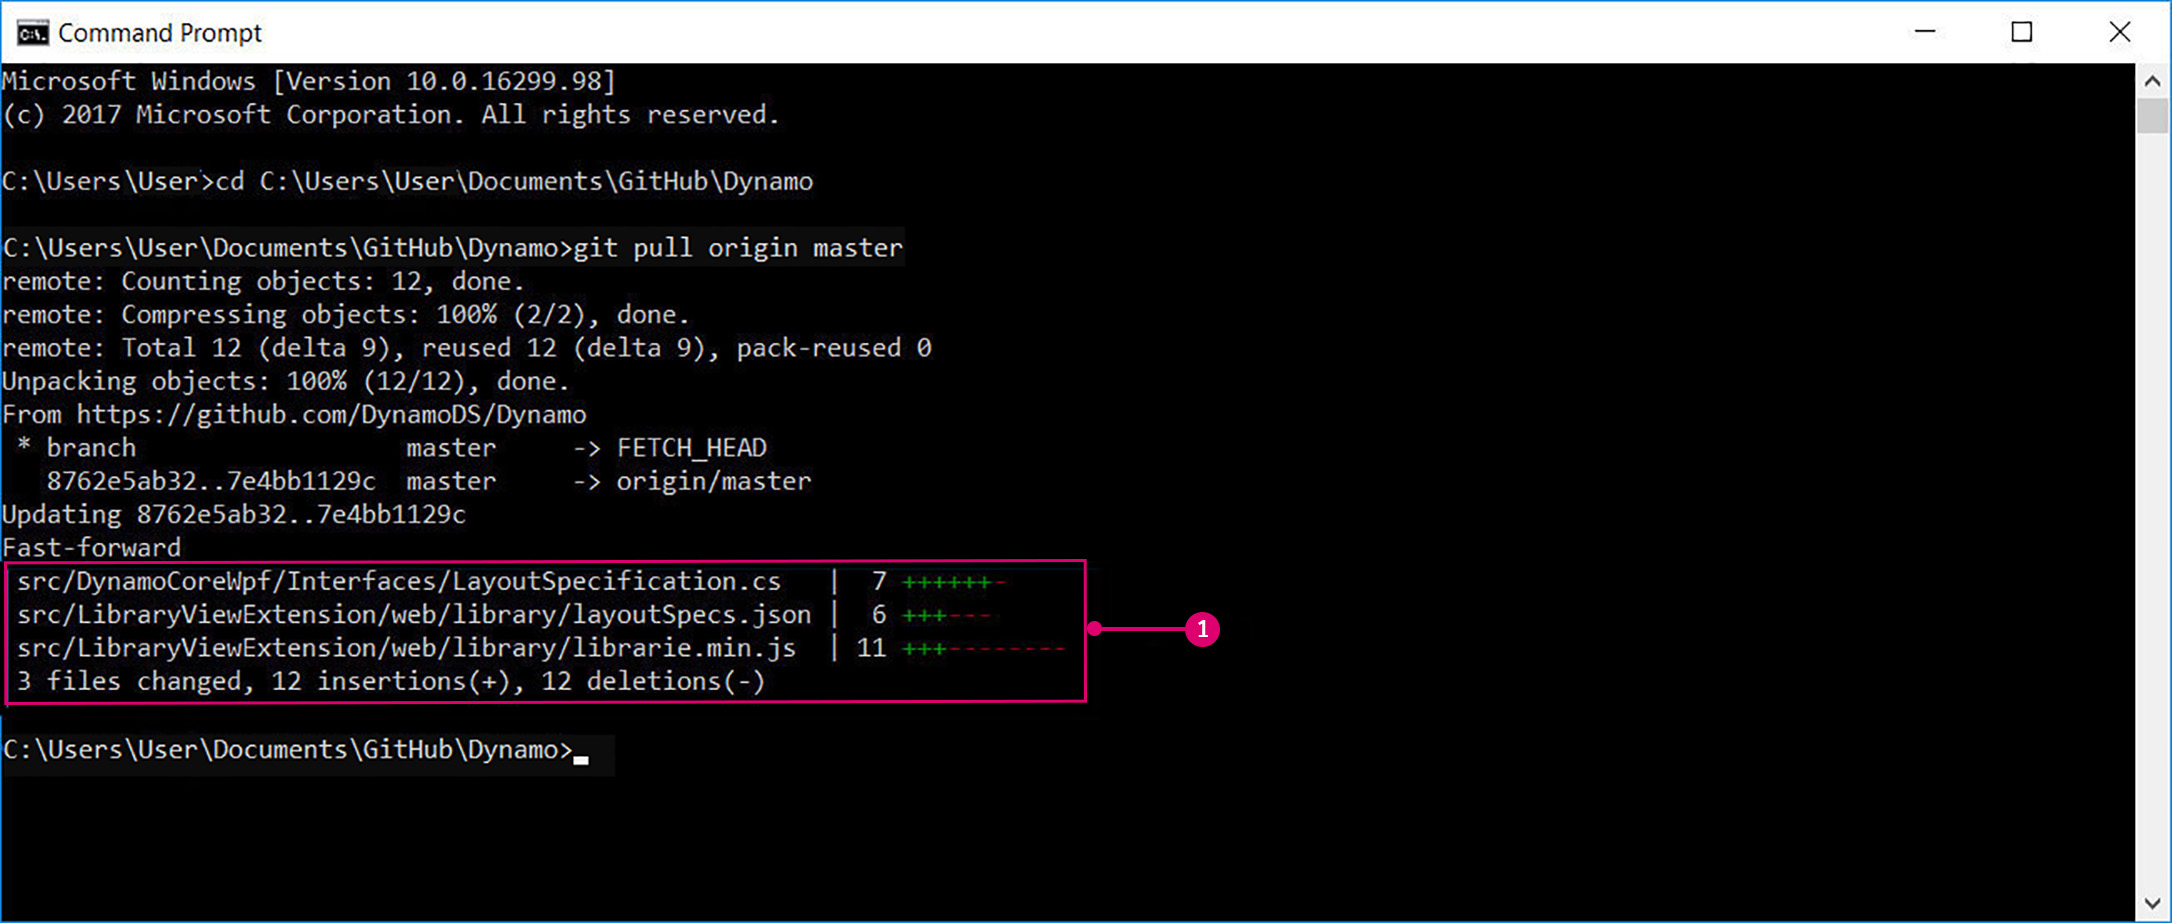 Command Prompt
Microsoft Windows [Version 10.0.16299.98]
(c) 2017 Microsoft Corporation. All rights reserved.
C:\Users\User>cd C:\Users\User\Documents\GitHub\Dynamo
C:\Users\User\Documents\GitHub\Dynamo>git pull origin master
remote: Counting objects: 12, done.
remote: Compressing objects: 100% (2/2), done.
remote: Total 12 (delta 9), reused 12 (delta 9), pack-reused 0
Unpacking objects: 100% (12/12), done.
From https://github.com/DynamoDS/Dynamo
 * branch                  master     -> FETCH_HEAD
   8762e5ab32..7e4bb1129c  master     -> origin/master
Updating 8762e5ab32..7e4bb1129c
Fast-forward
 src/DynamoCoreWpf/Interfaces/LayoutSpecification.cs   |  7 ++++++-
 src/LibraryViewExtension/web/library/layoutSpecs.json |  6 +++---
 src/LibraryViewExtension/web/library/librarie.min.js  | 11 +++--------
 3 files changed, 12 insertions(+), 12 deletions(-)
1
C:\Users\User\Documents\GitHub\Dynamo>